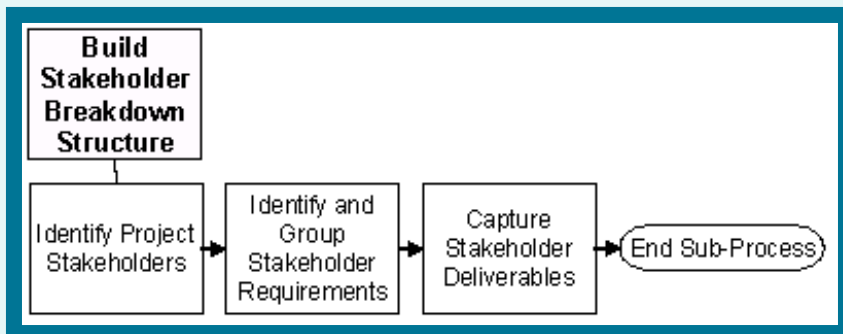 Build
Stakeholder
Breakdown
Structure
Identify Project
Stakeholders
Identify and
Group
Stakeholder
Requirements
Capture
Stakeholder
Deliverables
End Sub-Process